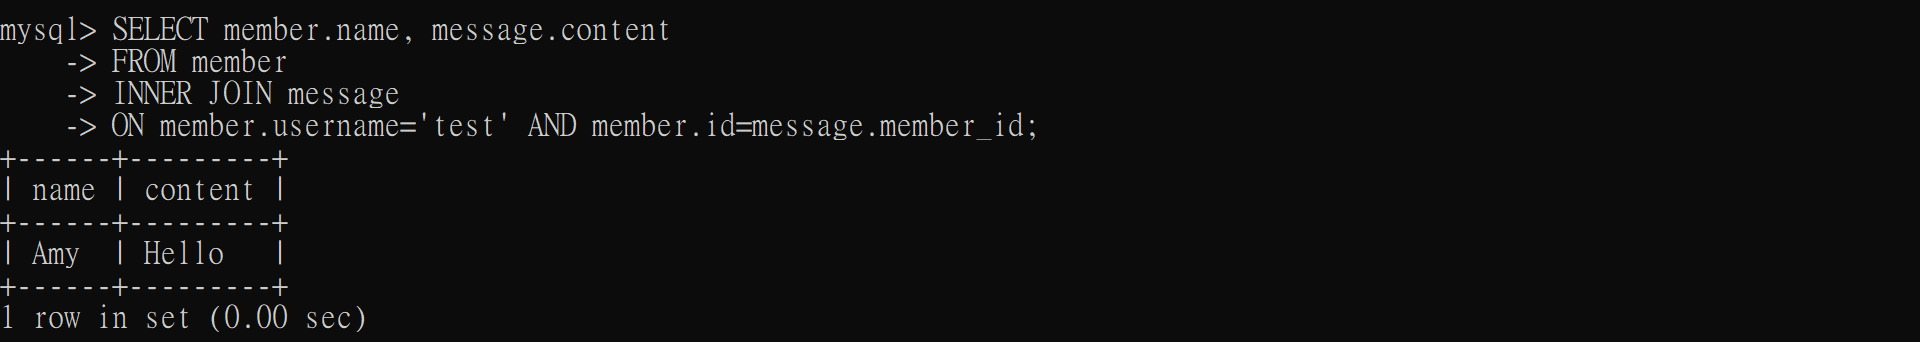 mysql> SELECT member.name, message.content
    -> FROM member
    -> INNER JOIN message
    -> ON member.username='test' AND member.id=message.member_id;
+------+---------+
| name | content |
+------+---------+
| Amy  | Hello   |
+------+---------+
1 row in set (0.00 sec)